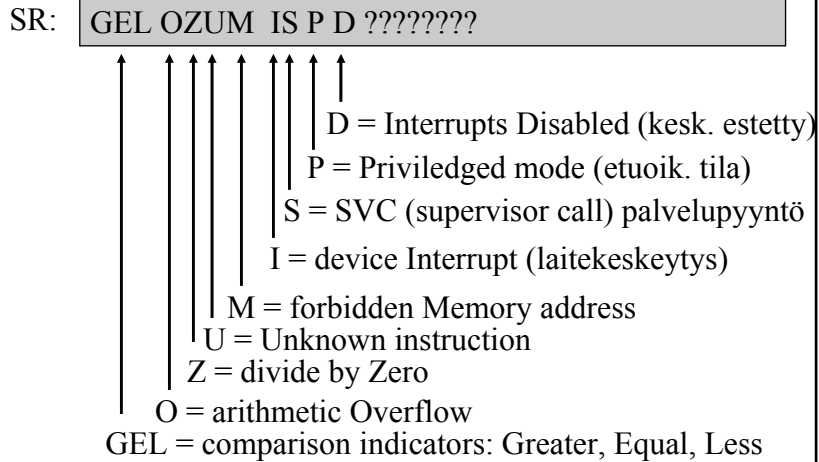 SR: GEL OZUM IS P D ????????
D = Interrupts Disabled (kesk. estetty)
P = Priviledged mode (etuoik. tila)
S = SVC (supervisor call) palvelupyyntö
I = device Interrupt (laitekeskeytys)
M = forbidden Memory address
U = Unknown instruction
Z = divide by Zero
O = arithmetic Overflow
GEL = comparison indicators: Greater, Equal, Less